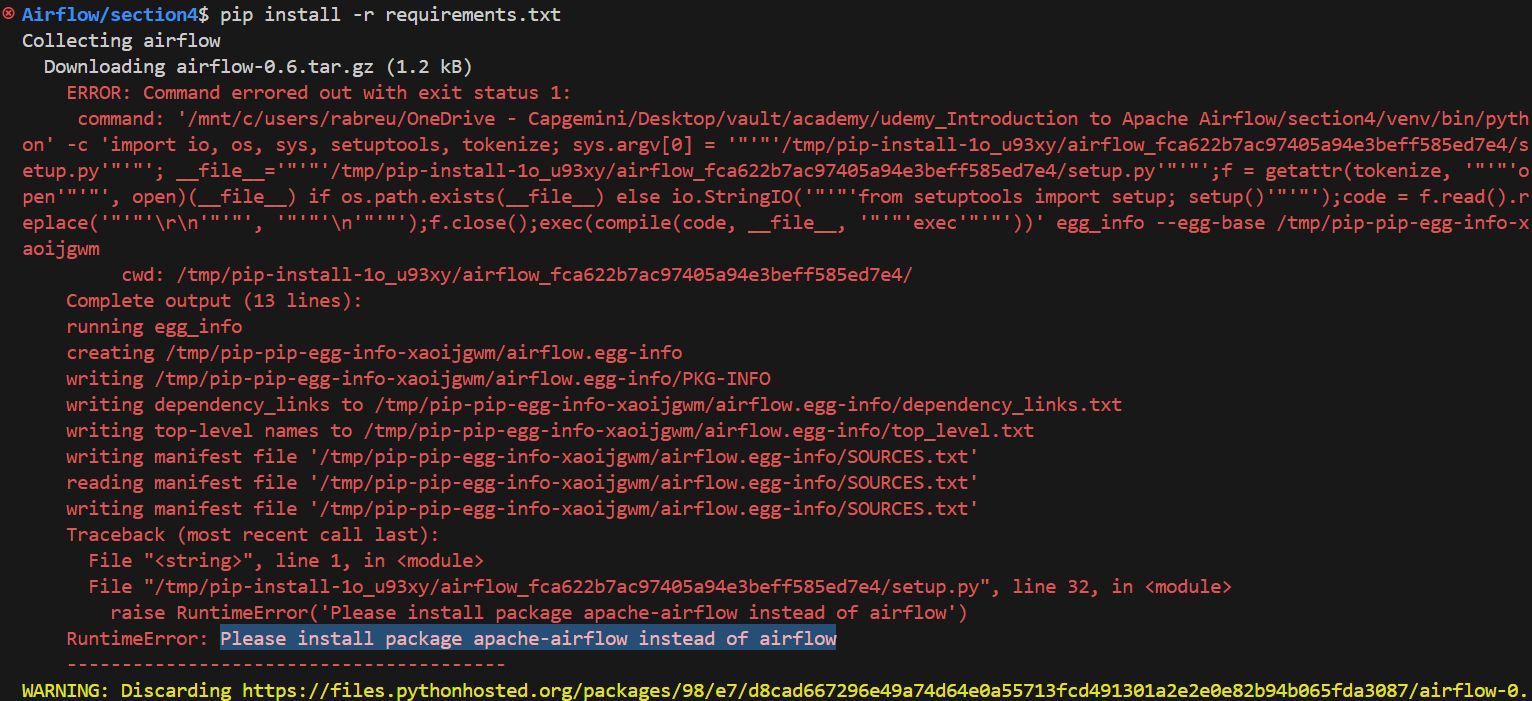 Airflow/section4$ pip install -r requirements.txt
Collecting airflow
  Downloading airflow-0.6.tar.gz (1.2 kB)
    ERROR: Command errored out with exit status 1:
     command: '/mnt/c/users/rabreu/OneDrive - Capgemini/Desktop/vault/academy/udemy_Introduction to Apache Airflow/section4/venv/bin/pyth
on' -c 'import io, os, sys, setuptools, tokenize; sys.argv[0] = '"'"'/tmp/pip-install-1o_u93xy/airflow_fca622b7ac97405a94e3beff585ed7e4/s
etup.py'"'"'; __file__='"'"'/tmp/pip-install-1o_u93xy/airflow_fca622b7ac97405a94e3beff585ed7e4/setup.py'"'"';f = getattr(tokenize, '"'"'o
pen'"'"', open)(__file__) if os.path.exists(__file__) else io.StringIO('"'"'from setuptools import setup; setup()'"'"');code = f.read().r
eplace('"'"'\r\n'"'"', '"'"'\n'"'"');f.close();exec(compile(code, __file__, '"'"'exec'"'"'))' egg_info --egg-base /tmp/pip-pip-egg-info-x
aoijgwm
         cwd: /tmp/pip-install-1o_u93xy/airflow_fca622b7ac97405a94e3beff585ed7e4/
    Complete output (13 lines):
    running egg_info
    creating /tmp/pip-pip-egg-info-xaoijgwm/airflow.egg-info
    writing /tmp/pip-pip-egg-info-xaoijgwm/airflow.egg-info/PKG-INFO
    writing dependency_links to /tmp/pip-pip-egg-info-xaoijgwm/airflow.egg-info/dependency_links.txt
    writing top-level names to /tmp/pip-pip-egg-info-xaoijgwm/airflow.egg-info/top_level.txt
    writing manifest file '/tmp/pip-pip-egg-info-xaoijgwm/airflow.egg-info/SOURCES.txt'
    reading manifest file '/tmp/pip-pip-egg-info-xaoijgwm/airflow.egg-info/SOURCES.txt'
    writing manifest file '/tmp/pip-pip-egg-info-xaoijgwm/airflow.egg-info/SOURCES.txt'
    Traceback (most recent call last):
      File "<string>", line 1, in <module>
      File "/tmp/pip-install-1o_u93xy/airflow_fca622b7ac97405a94e3beff585ed7e4/setup.py", line 32, in <module>
        raise RuntimeError('Please install package apache-airflow instead of airflow')
    RuntimeError: Please install package apache-airflow instead of airflow
    ----------------------------------------
WARNING: Discarding https://files.pythonhosted.org/packages/98/e7/d8cad667296e49a74d64e0a55713fcd491301a2e2e0e82b94b065fda3087/airflow-0.